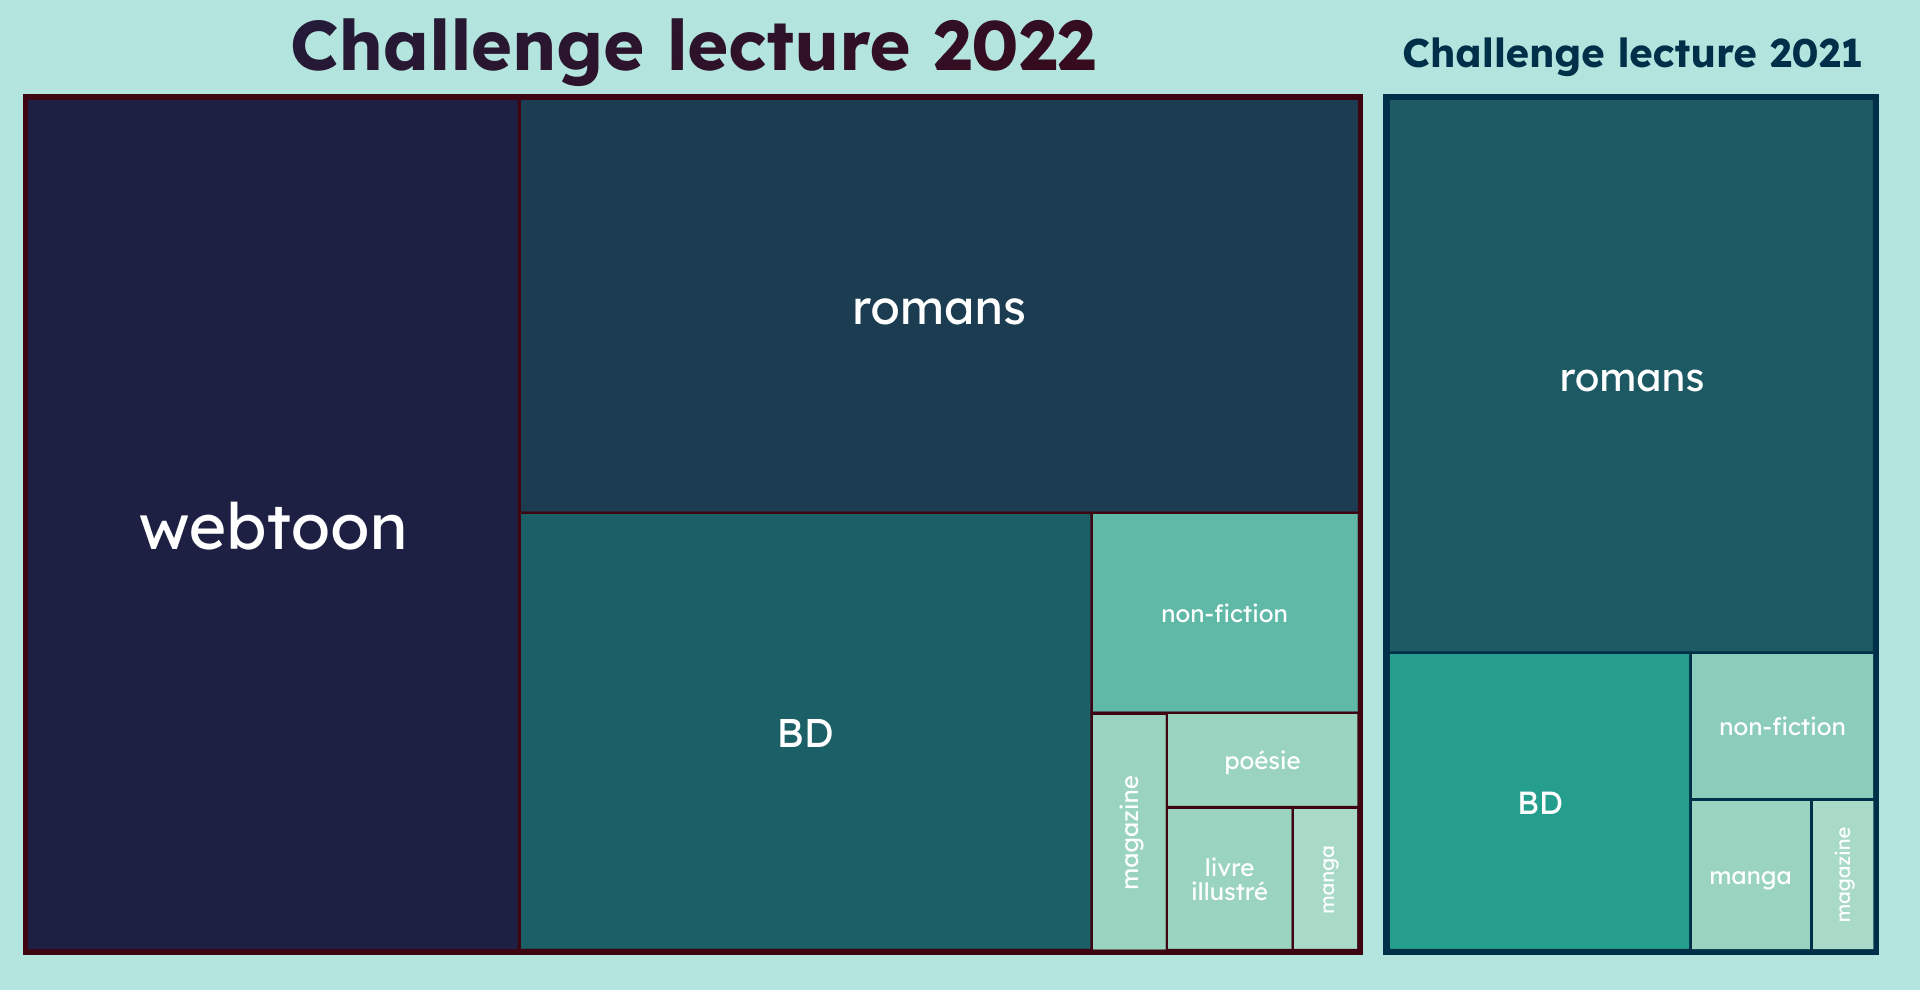 Challenge lecture 2022
webtoon
romans
BD
non-fiction
magazine
poésie
livre
illustré
manga
Challenge lecture 2021
romans
BD
non-fiction
manga
magazine